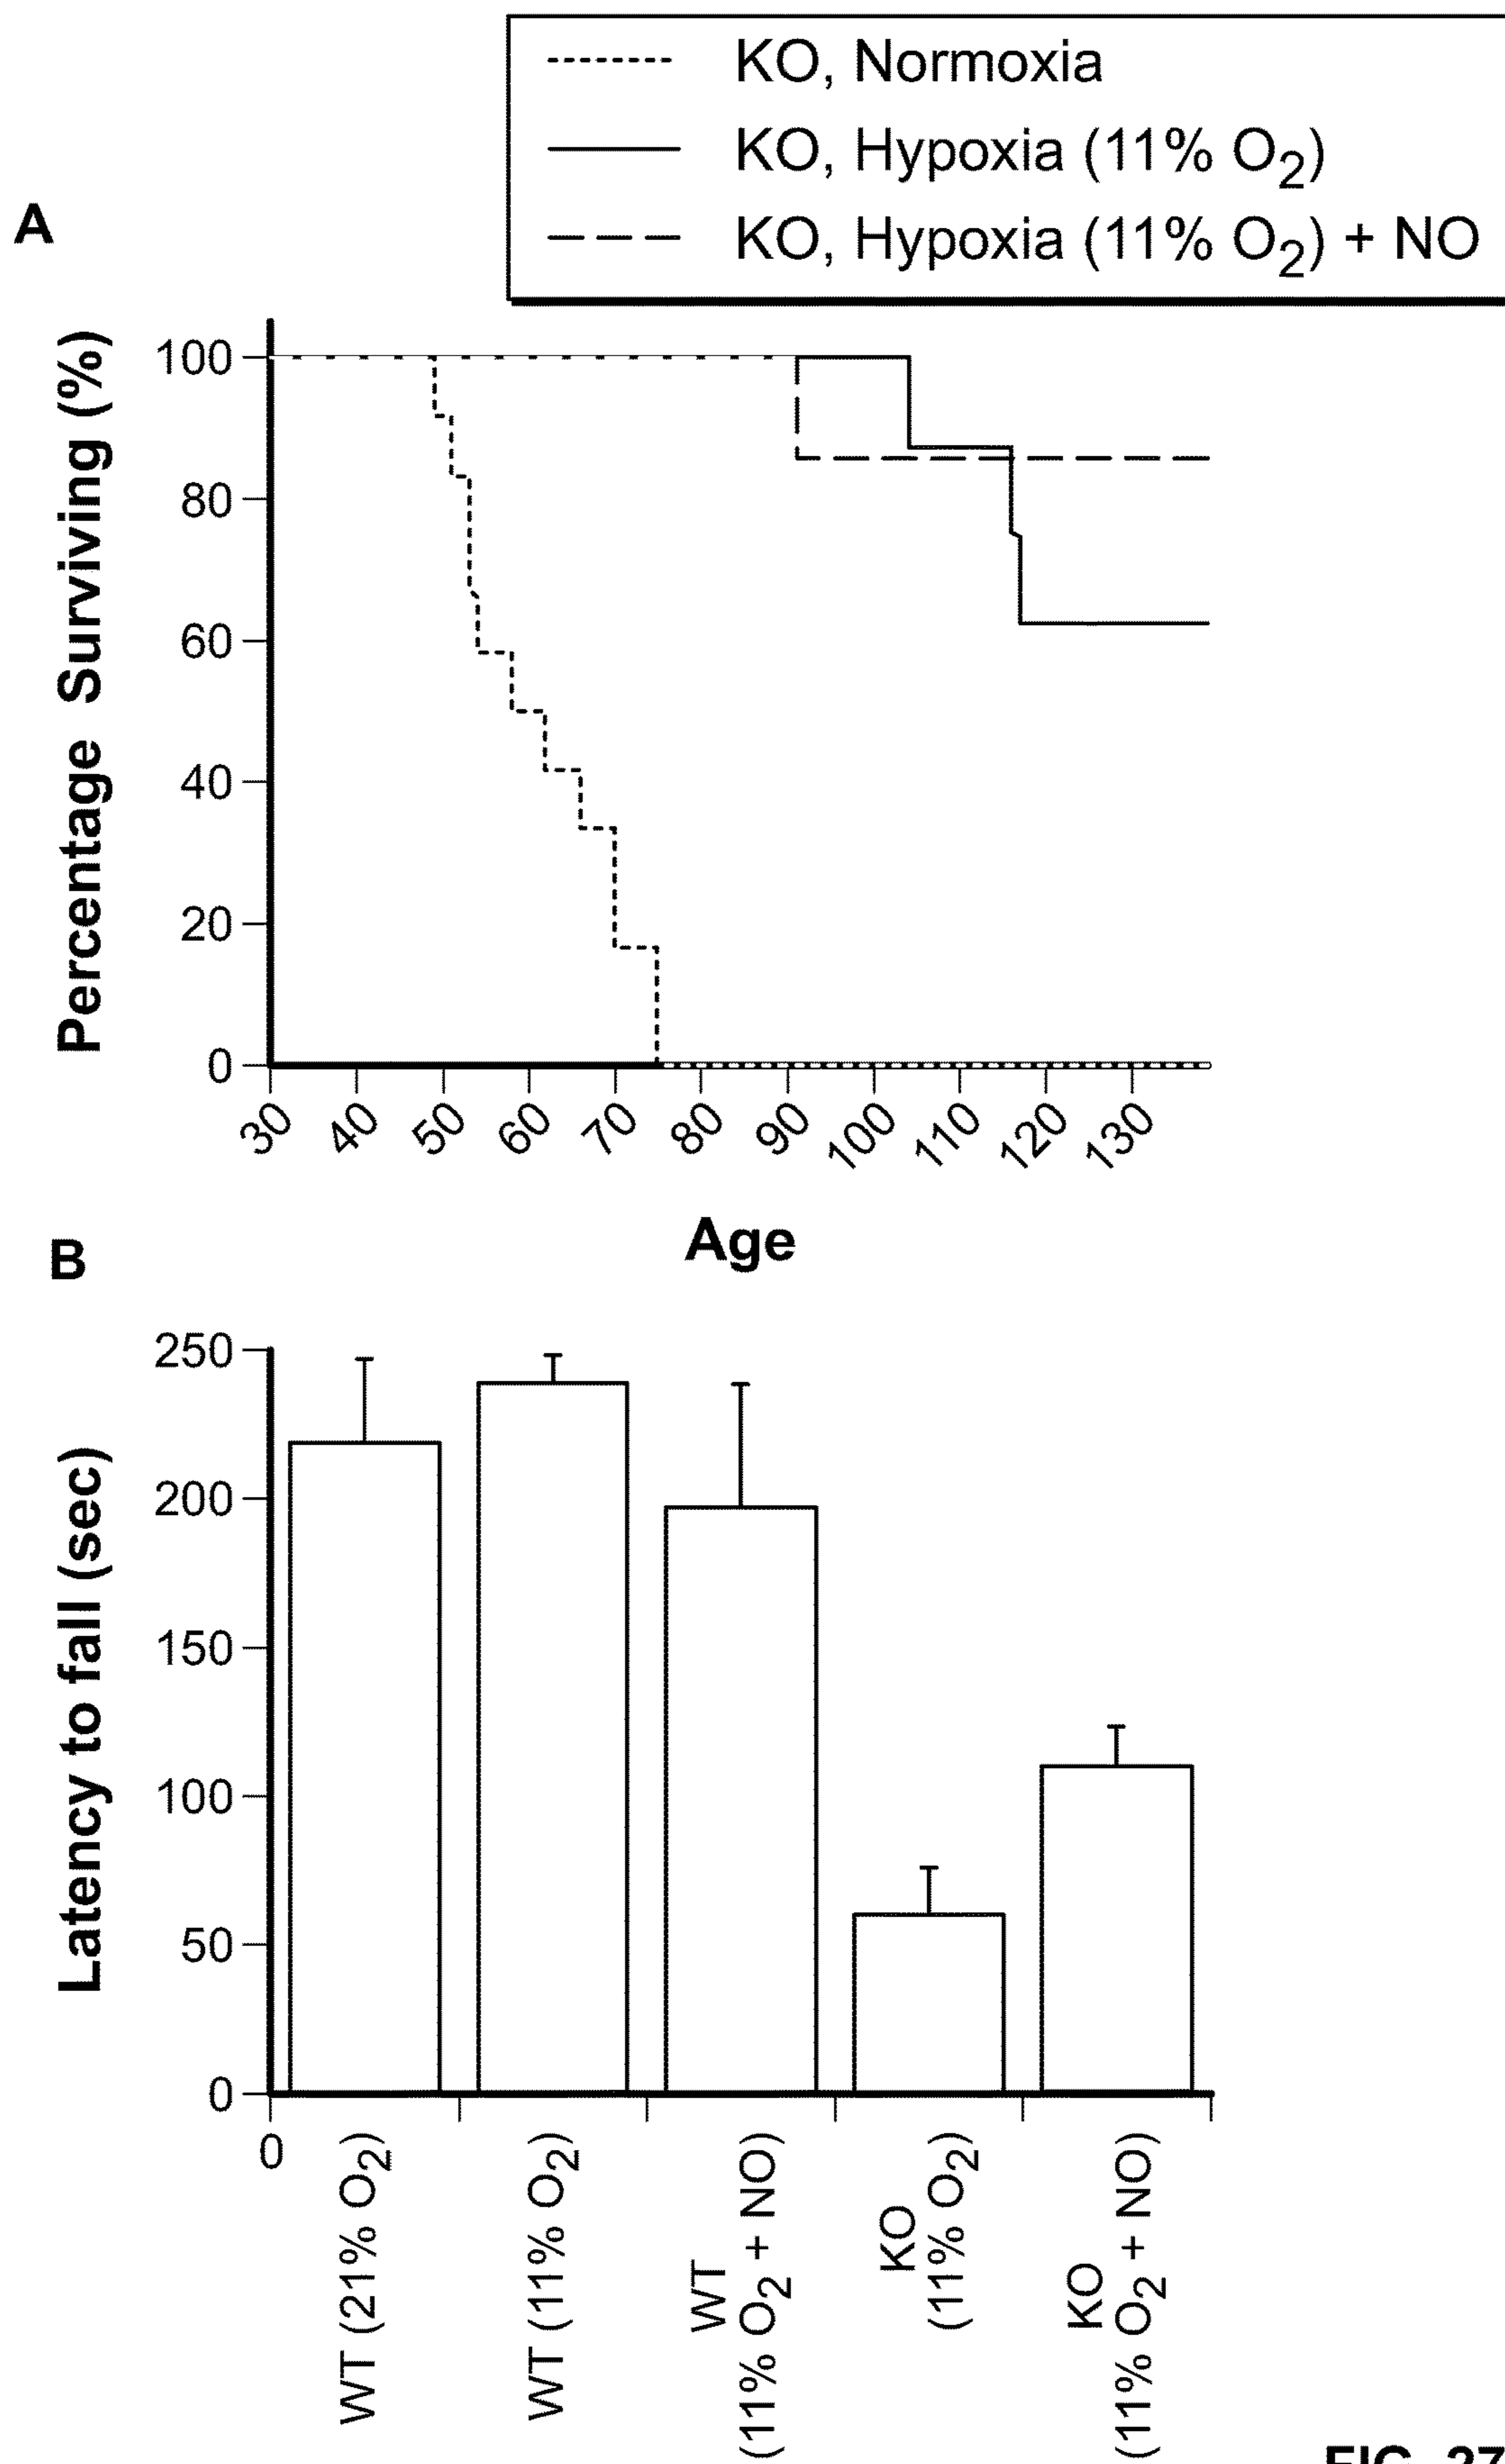 KO, Normoxia
KO, Hypoxia (11% O2)
KO, Hypoxia (11% O2) + NO
A
Percentage Surviving (%)
100
80
60
40
20
0
30
40
50
60
70
80
90
100
110
120
130
Age
B
Latency to fall (sec)
250
200
150
100
50
0
0
WT (21% O2)
WT (11% O2)
WT
(11% O2 + NO)
KO
(11% O2)
KO
(11% O2 + NO)
FIG. 27